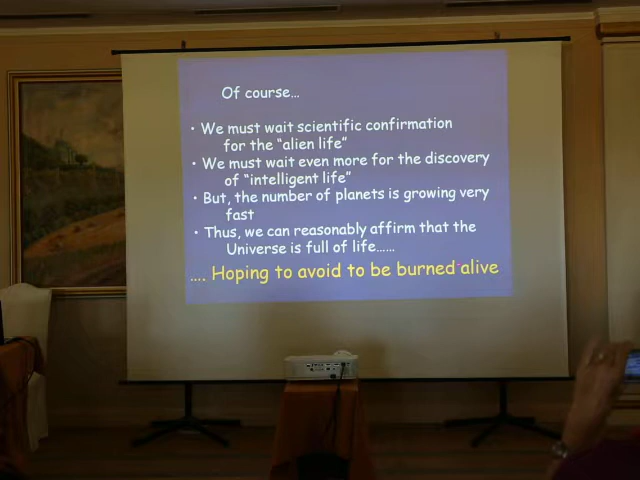 Of course...
• We must wait scientific confirmation
for the "alien life"
• We must wait even more for the discovery
of "intelligent life"
• But, the number of planets is growing very
fast
• Thus, we can reasonably affirm that the
Universe is full of life......
.... Hoping to avoid to be burned alive